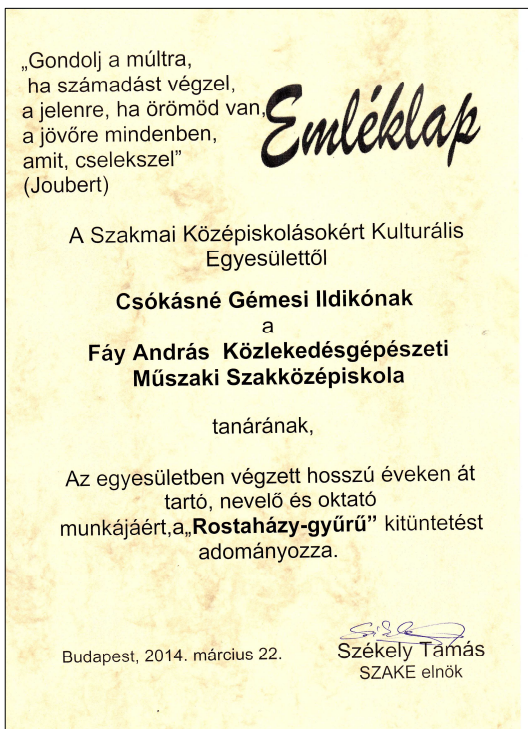 „Gondolj a múltra,
ha számadást végzel,
a jelenre, ha örömöd van,
a jövőre mindenben,
amit, cselekszel”
(Joubert)
Emléklap
A Szakmai Középiskolásokért Kulturális
Egyesülettől
Csókásné Gémesi Ildikónak
a
Fáy András Közlekedésgépészeti
Műszaki Szakközépiskola
tanárának,
Az egyesületben végzett hosszú éveken át
tartó, nevelő és oktató
munkájáért,a„Rostaházy-gyűrű” kitüntetést
adományozza.
Budapest, 2014. március 22.
Székely Tamás
SZAKE elnök